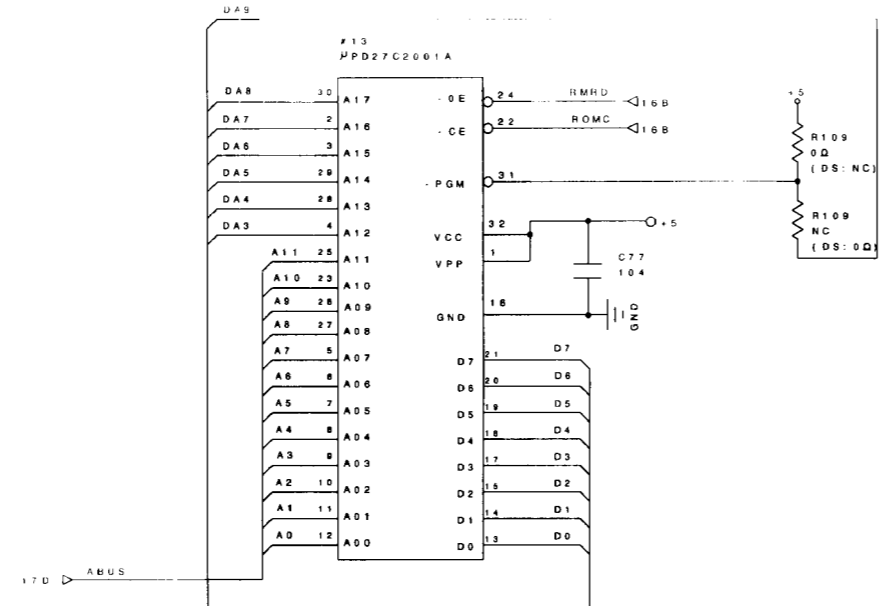 DA9
#13
µPD27C2001A
DA8 30 A17 -OE 24 RMRD 16B
+5
DA7 2 A16 -CE 22 ROMC 16B
R109
0Ω
(DS:NC)
DA6 3 A15
DA5 29 A14 -PGM 31
DA4 28 A13
R109
NC
(DS:0Ω)
DA3 4 A12 VCC 32 +5
A11 25 A11 VPP 1 C77
104
A10 23 A10
A9 26 A09 GND 16 GND
A8 27 A08
A7 5 A07 D7 21 D7
A6 6 A06 D6 20 D6
A5 7 A05 D5 19 D5
A4 8 A04 D4 18 D4
A3 9 A03 D3 17 D3
A2 10 A02 D2 15 D2
A1 11 A01 D1 14 D1
A0 12 A00 D0 13 D0
17D ABUS